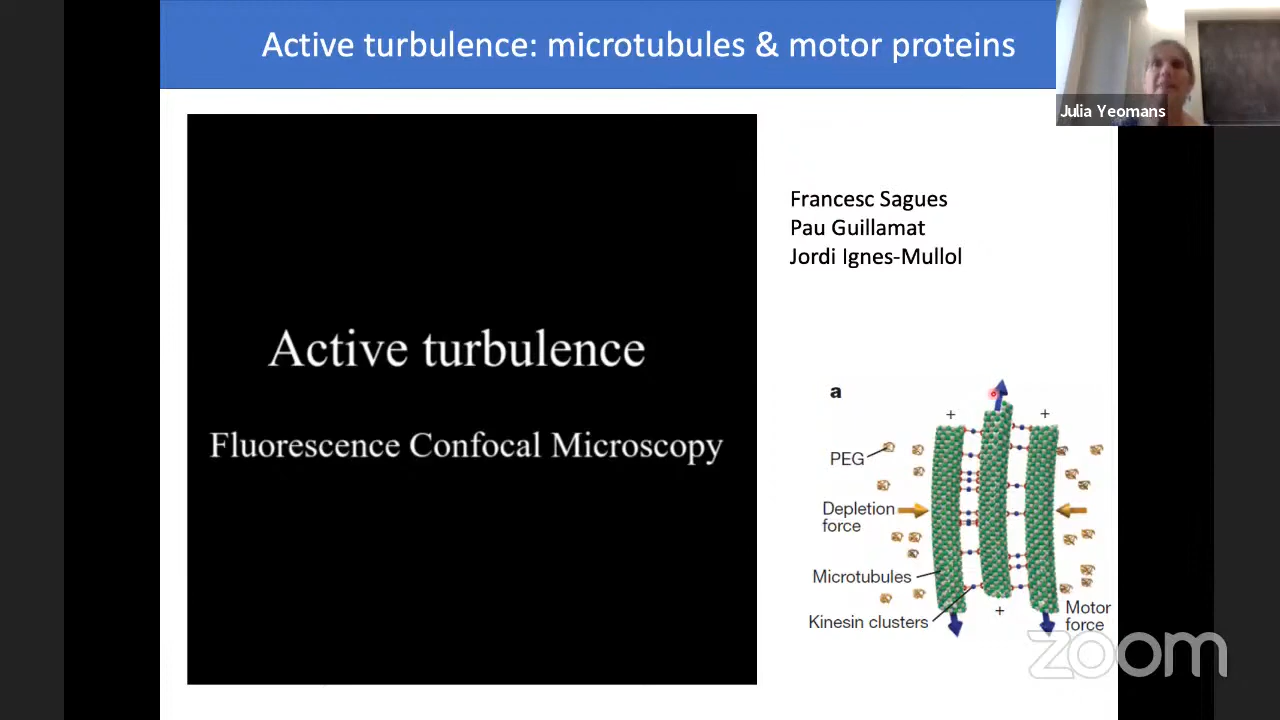 Active turbulence: microtubules & motor proteins
Julia Yeomans
Francesc Sagues
Pau Guillamat
Jordi Ignes-Mullol
Active turbulence
Fluorescence Confocal Microscopy
a
+
+
PEG
Depletion
force
Microtubules
+
Kinesin clusters
Motor
force
zoom